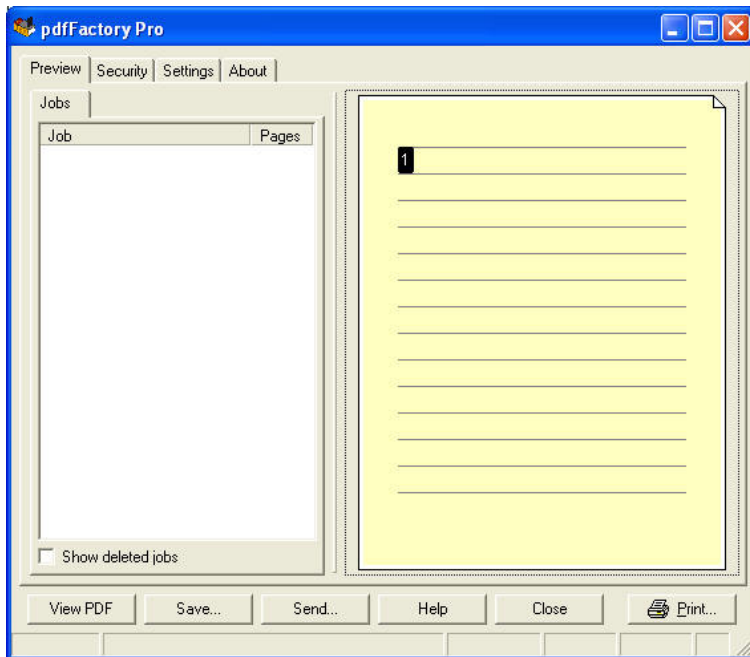 pdfFactory Pro
Preview Security Settings About
Jobs
Job Pages
1
Show deleted jobs
View PDF Save... Send... Help Close Print...